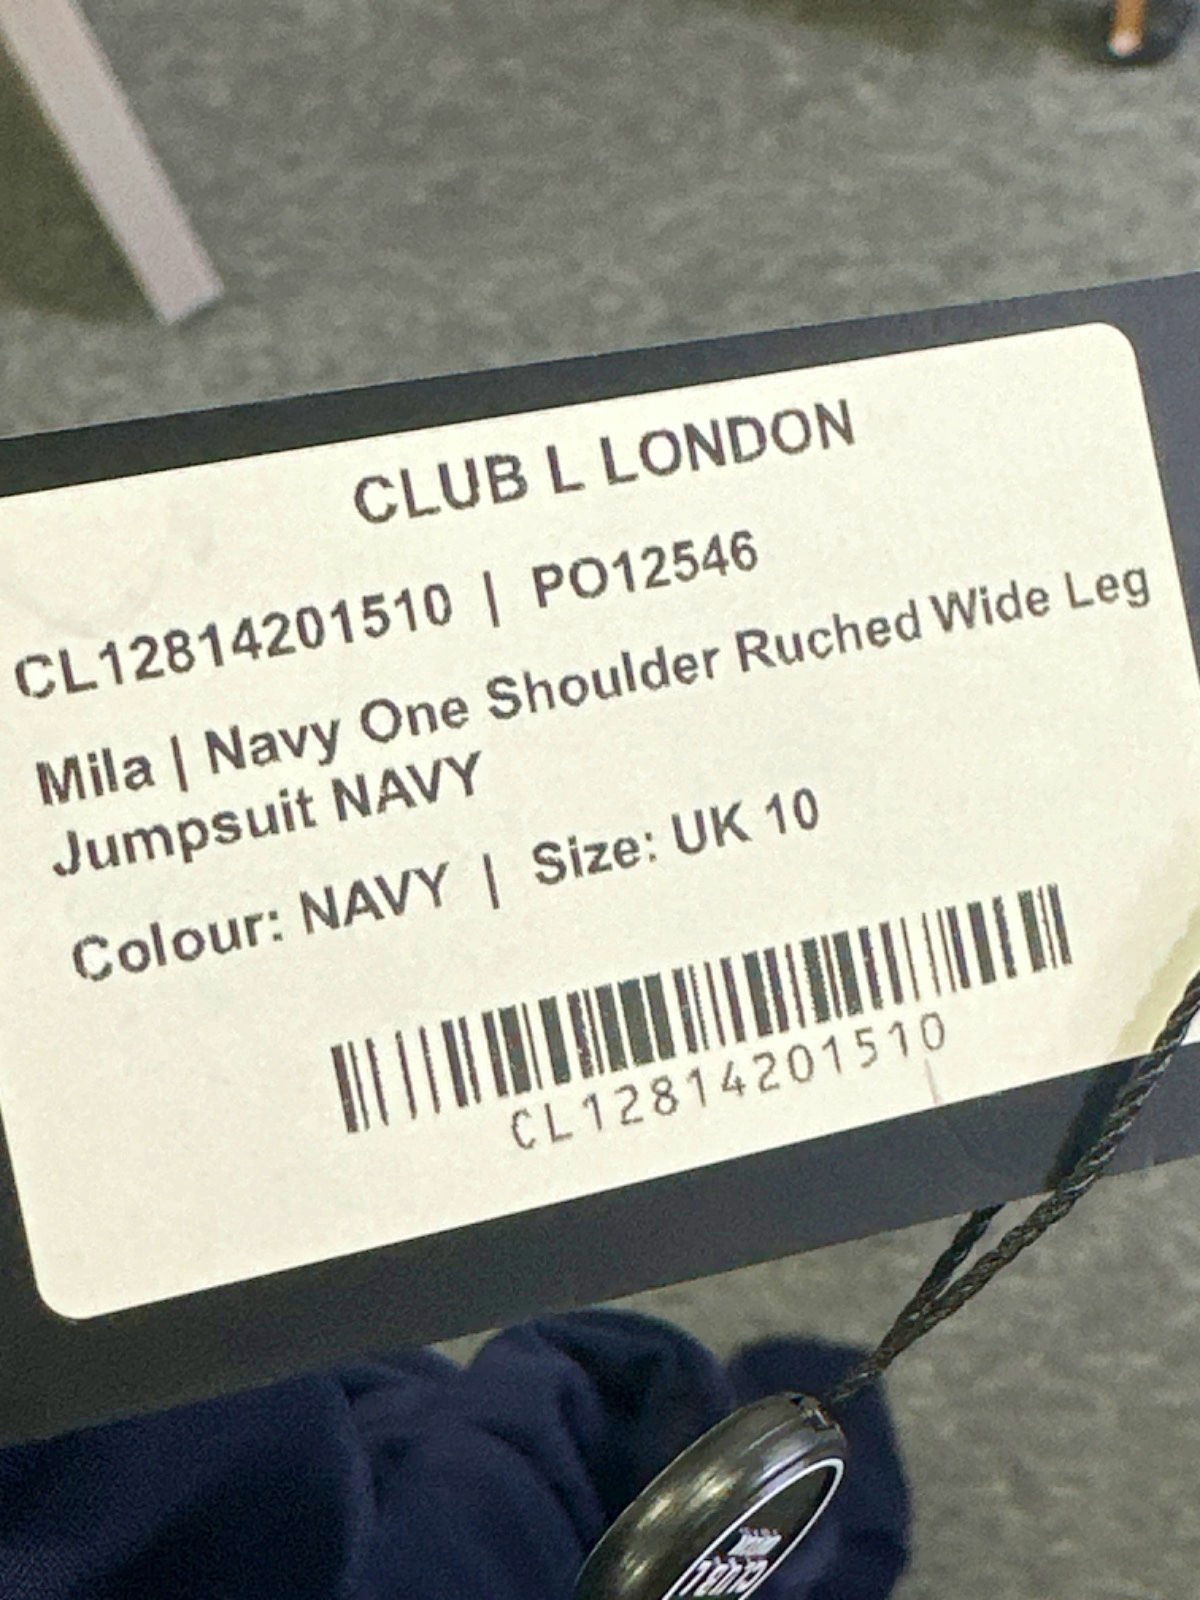 CLUB L LONDON
CL12814201510 | PO12546
Mila | Navy One Shoulder Ruched Wide Leg
Jumpsuit NAVY
Colour: NAVY | Size: UK 10
CL12814201510
CLUB L